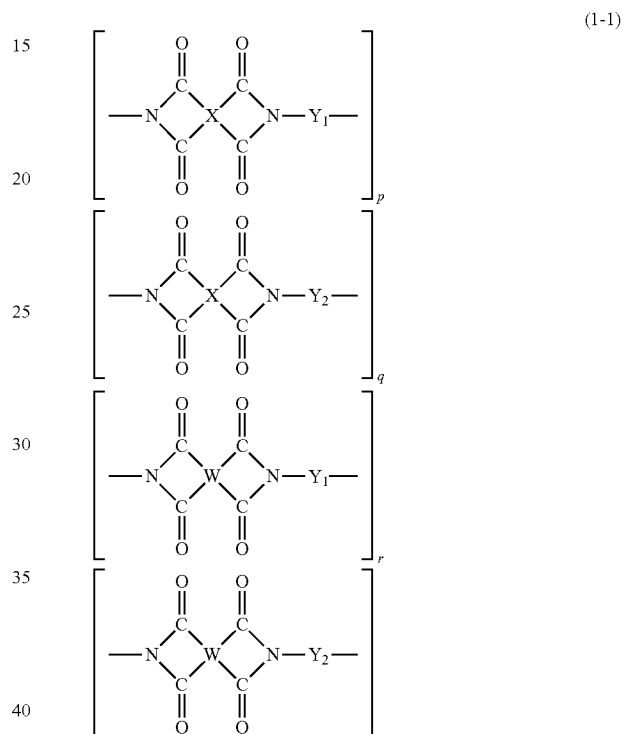 (1-1)
15
O O
C C
N X N Y1
C C
20
O O
p
O O
C C
N X N Y2
25
C C
O O
q
O O
30
C C
N W N Y1
C C
O O
r
35
O O
C C
N W N Y2
C C
40
O O